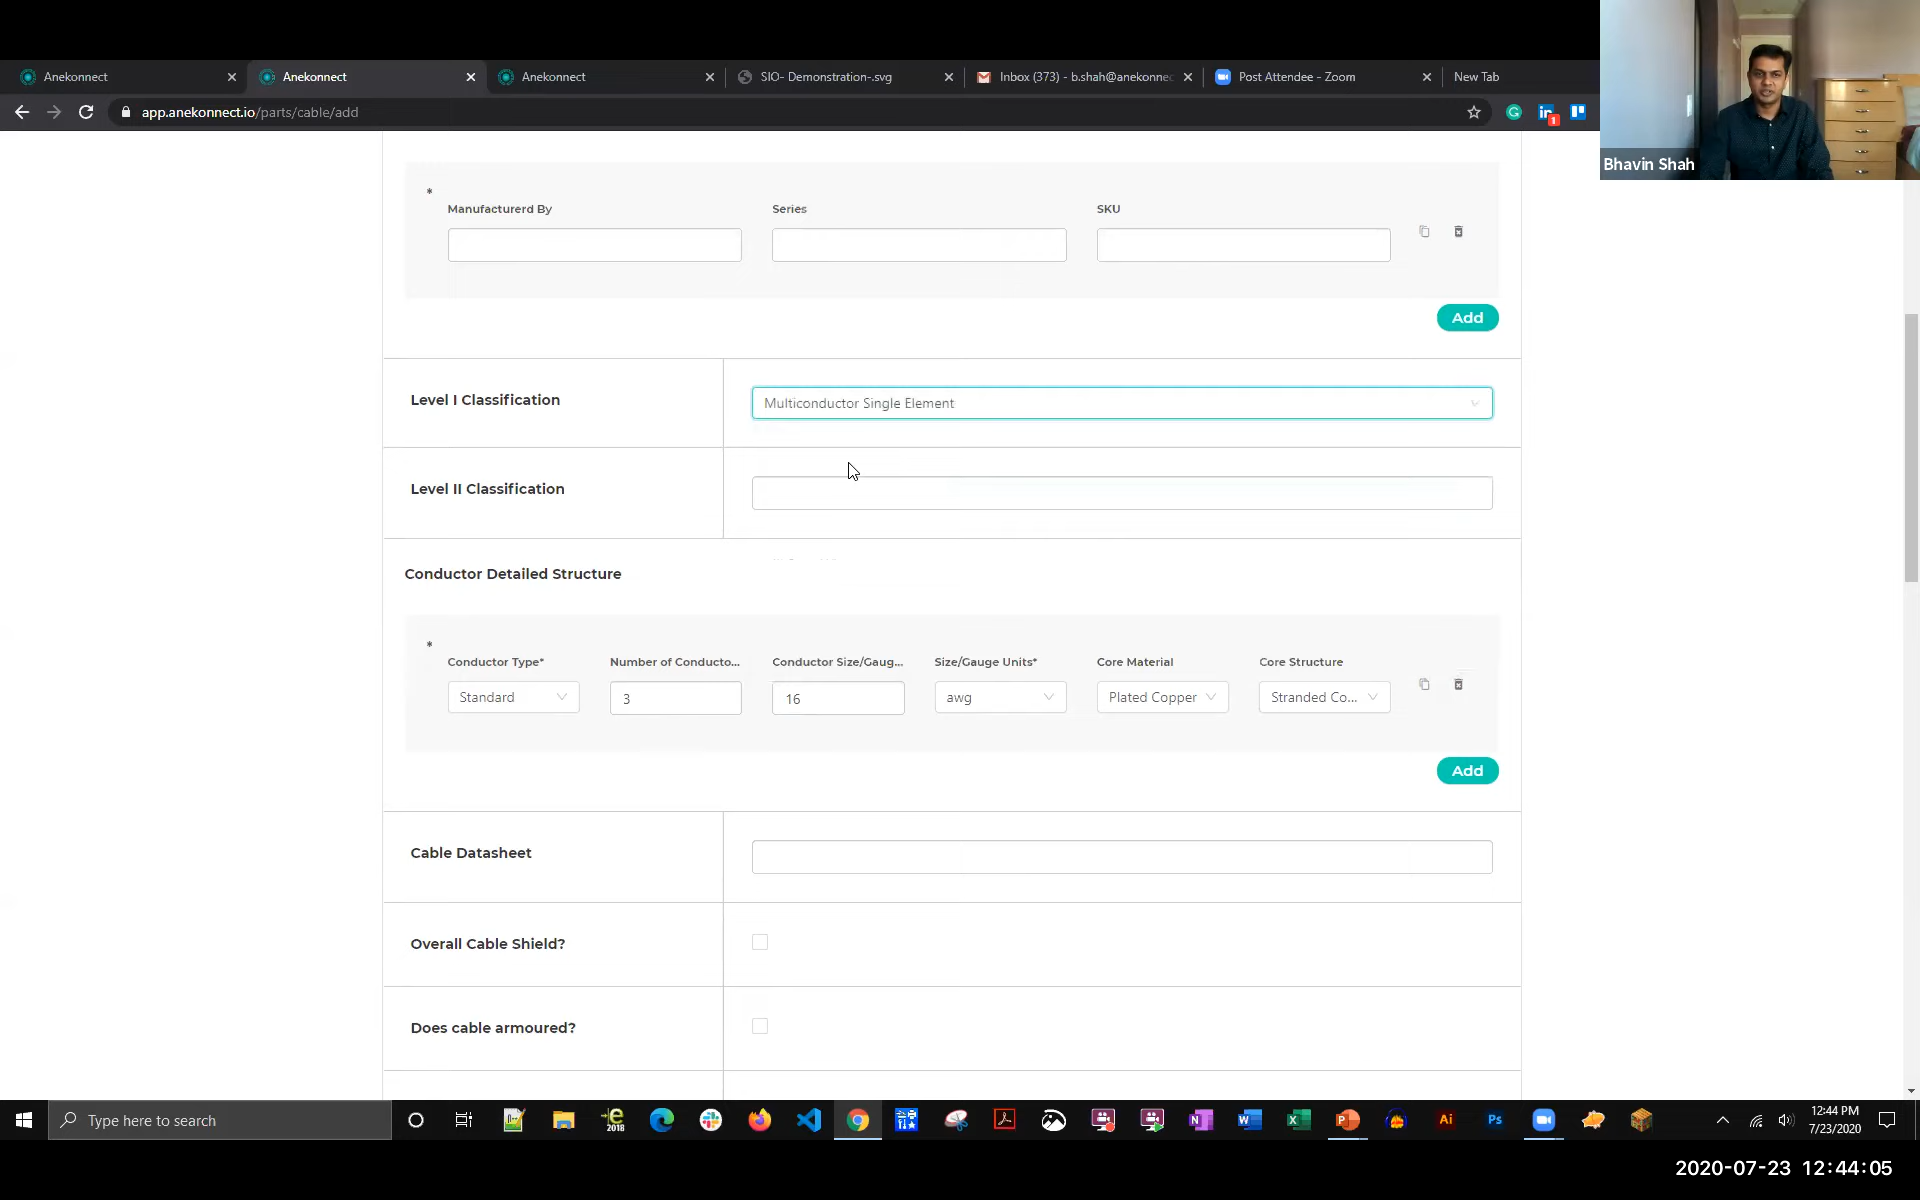 Anekonnect
Anekonnect
Anekonnect
SIO- Demonstration-.svg
Inbox (373) - b.shah@anekonnec
Post Attendee - Zoom
New Tab
app.anekonnect.io/parts/cable/add
Bhavin Shah
*
Manufacturerd By
Series
SKU
Add
Level I Classification
Multiconductor Single Element
Level II Classification
Conductor Detailed Structure
*
Conductor Type*
Number of Conducto...
Conductor Size/Gaug...
Size/Gauge Units*
Core Material
Core Structure
Standard
3
16
awg
Plated Copper
Stranded Co...
Add
Cable Datasheet
Overall Cable Shield?
Does cable armoured?
Type here to search
2018
Ai
Ps
12:44 PM
7/23/2020
2020-07-23 12:44:05